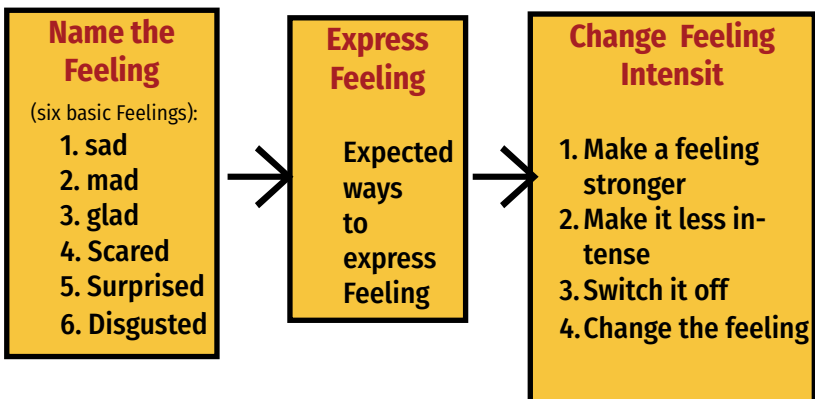 Name the
Feeling
(six basic Feelings):
1. sad
2. mad
3. glad
4. Scared
5. Surprised
6. Disgusted
Express
Feeling
Expected
ways
to
express
Feeling
Change Feeling
Intensit
1. Make a feeling
stronger
2. Make it less in-
tense
3. Switch it off
4. Change the feeling